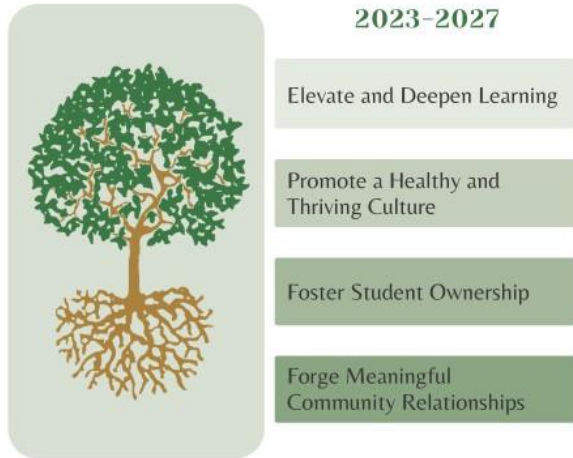 2023-2027
Elevate and Deepen Learning
Promote a Healthy and
Thriving Culture
Foster Student Ownership
Forge Meaningful
Community Relationships